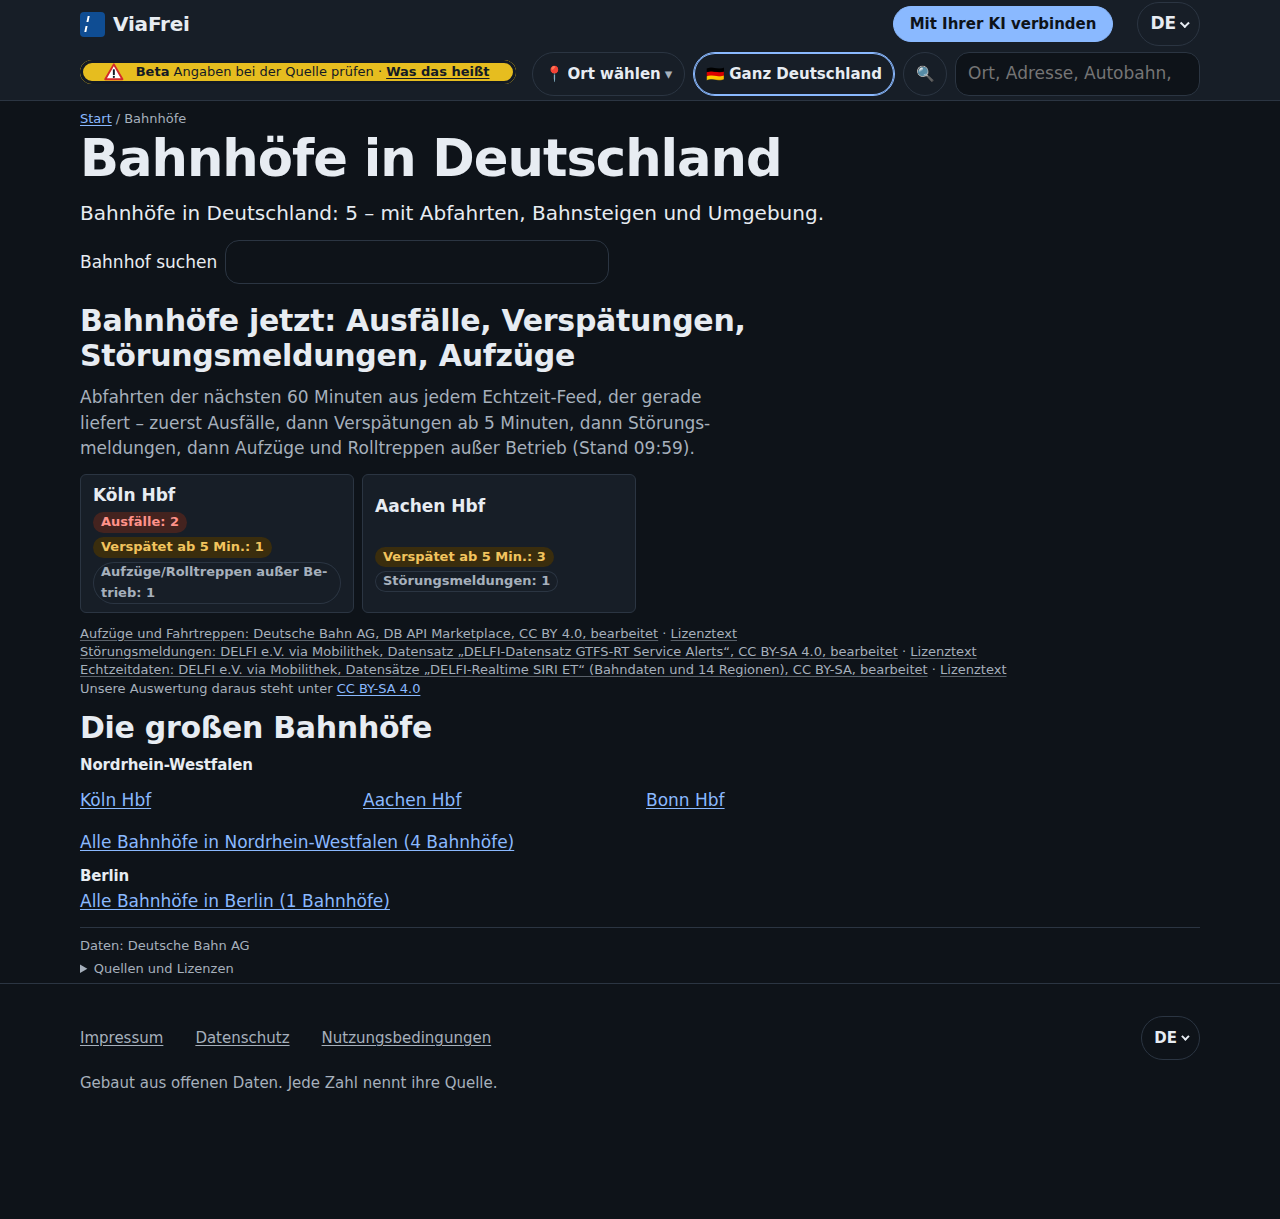 ViaFrei
Mit Ihrer KI verbinden
DE
Beta Angaben bei der Quelle prüfen · Was das heißt
Ort wählen ▾
Ganz Deutschland
Ort, Adresse, Autobahn,
Start / Bahnhöfe
Bahnhöfe in Deutschland
Bahnhöfe in Deutschland: 5 – mit Abfahrten, Bahnsteigen und Umgebung.
Bahnhof suchen
Bahnhöfe jetzt: Ausfälle, Verspätungen,
Störungsmeldungen, Aufzüge
Abfahrten der nächsten 60 Minuten aus jedem Echtzeit-Feed, der gerade
liefert – zuerst Ausfälle, dann Verspätungen ab 5 Minuten, dann Störungs-
meldungen, dann Aufzüge und Rolltreppen außer Betrieb (Stand 09:59).
Köln Hbf
Ausfälle: 2
Verspätet ab 5 Min.: 1
Aufzüge/Rolltreppen außer Be-
trieb: 1
Aachen Hbf
Verspätet ab 5 Min.: 3
Störungsmeldungen: 1
Aufzüge und Fahrtreppen: Deutsche Bahn AG, DB API Marketplace, CC BY 4.0, bearbeitet · Lizenztext
Störungsmeldungen: DELFI e.V. via Mobilithek, Datensatz „DELFI-Datensatz GTFS-RT Service Alerts“, CC BY-SA 4.0, bearbeitet · Lizenztext
Echtzeitdaten: DELFI e.V. via Mobilithek, Datensätze „DELFI-Realtime SIRI ET“ (Bahndaten und 14 Regionen), CC BY-SA, bearbeitet · Lizenztext
Unsere Auswertung daraus steht unter CC BY-SA 4.0
Die großen Bahnhöfe
Nordrhein-Westfalen
Köln Hbf
Aachen Hbf
Bonn Hbf
Alle Bahnhöfe in Nordrhein-Westfalen (4 Bahnhöfe)
Berlin
Alle Bahnhöfe in Berlin (1 Bahnhöfe)
Daten: Deutsche Bahn AG
Quellen und Lizenzen
Impressum
Datenschutz
Nutzungsbedingungen
DE
Gebaut aus offenen Daten. Jede Zahl nennt ihre Quelle.